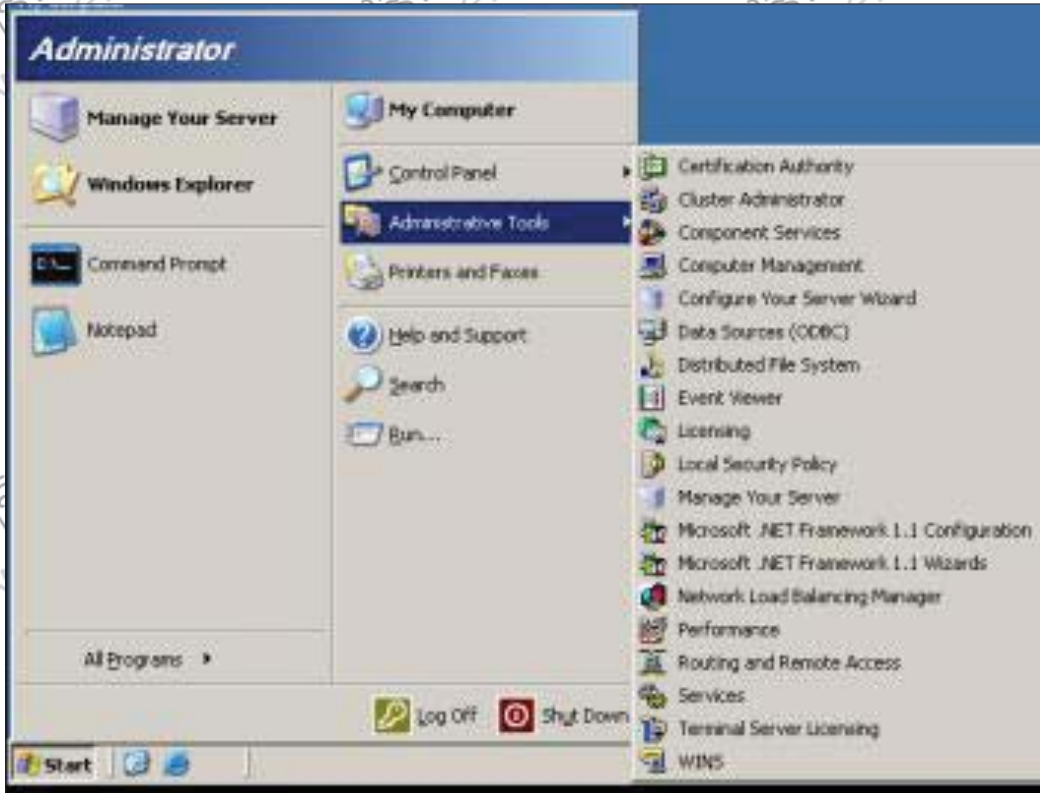 Administrator
Manage Your Server
Windows Explorer
Command Prompt
Notepad
All Programs
My Computer
Control Panel
Administrative Tools
Printers and Faxes
Help and Support
Search
Run...
Log Off
Shut Down
Certification Authority
Cluster Administrator
Component Services
Computer Management
Configure Your Server Wizard
Data Sources (ODBC)
Distributed File System
Event Viewer
Licensing
Local Security Policy
Manage Your Server
Microsoft .NET Framework 1.1 Configuration
Microsoft .NET Framework 1.1 Wizards
Network Load Balancing Manager
Performance
Routing and Remote Access
Services
Terminal Server Licensing
WINS
Start